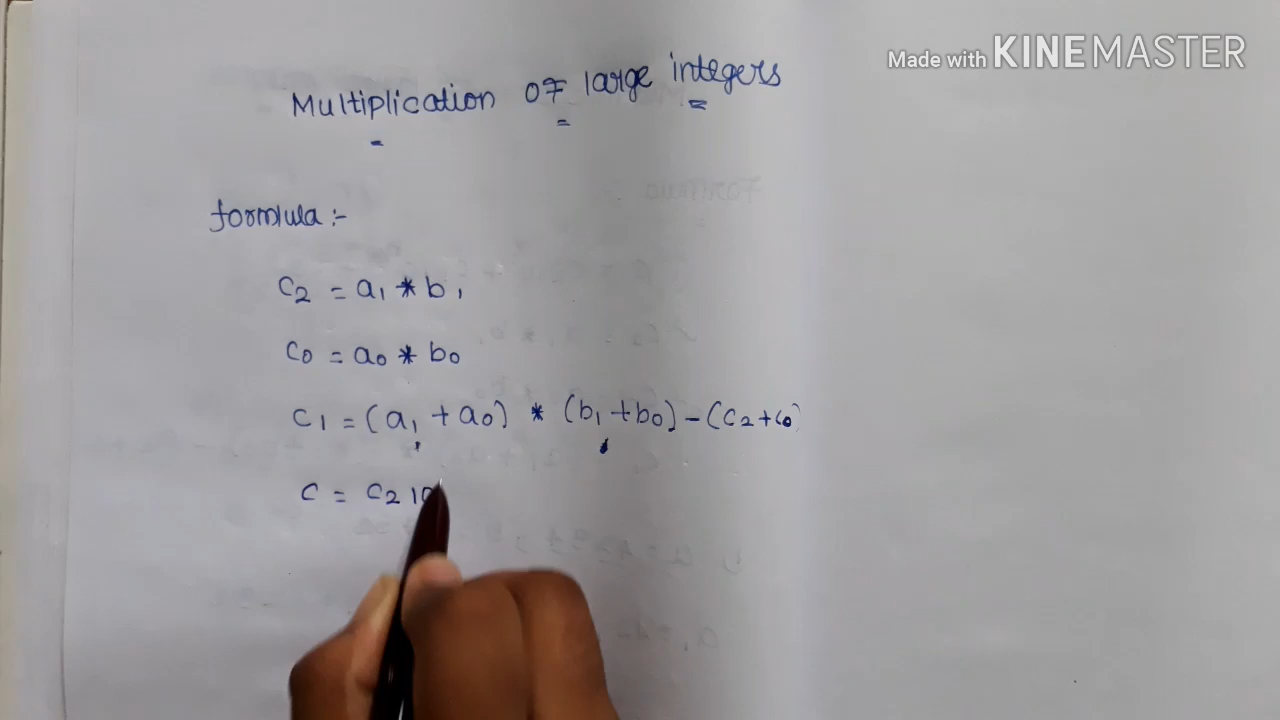 Made with KINEMASTER
Multiplication OF large integers
formula :-
C2 = a1 * b1
C0 = a0 * b0
C1 = (a1 + a0) * (b1 + b0) - (C2 + C0)
C = C2 10